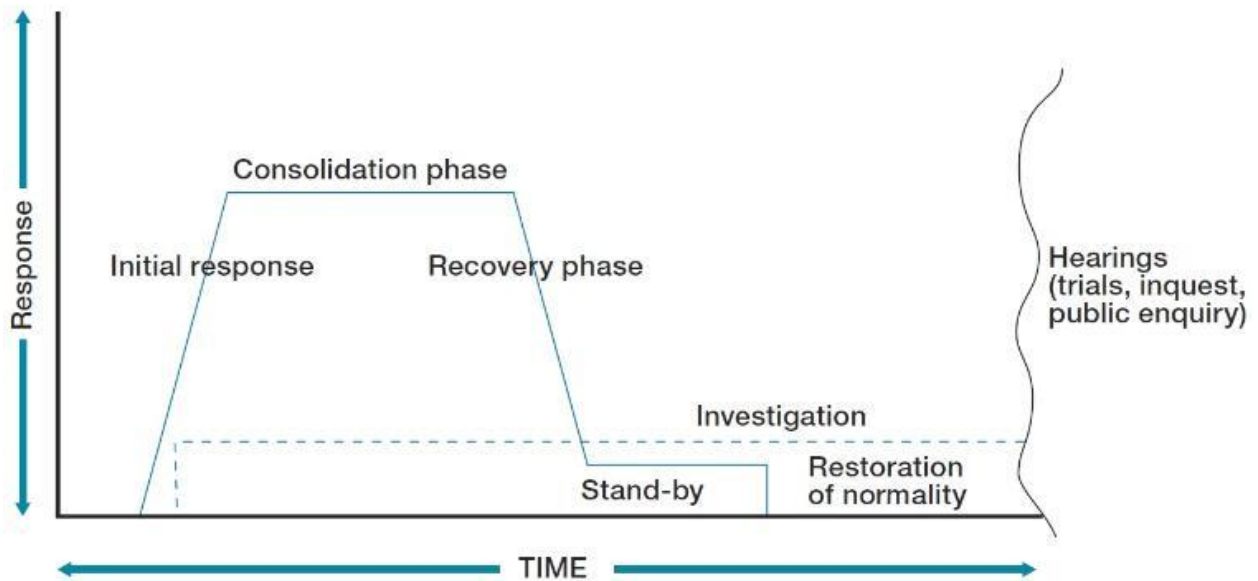 Consolidation phase
Response
Initial response
Recovery phase
Hearings
(trials, inquest,
public enquiry)
Investigation
Stand-by
Restoration
of normality
TIME